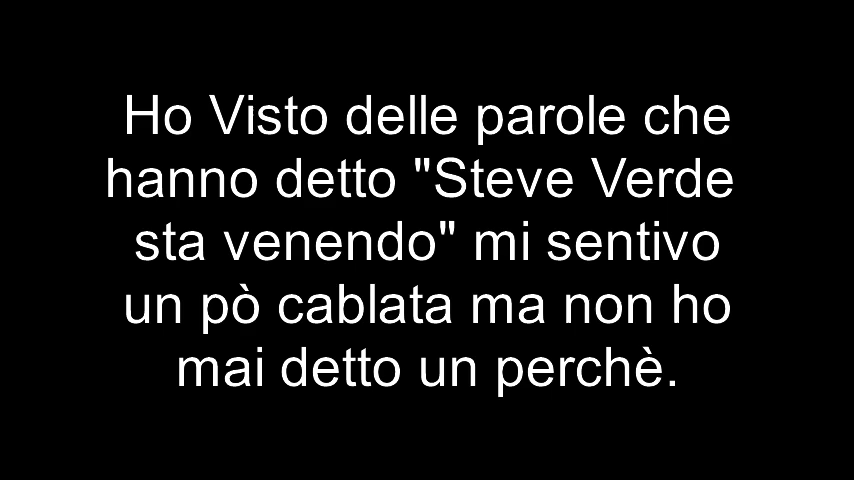 Ho Visto delle parole che
hanno detto "Steve Verde
sta venendo" mi sentivo
un pò cablata ma non ho
mai detto un perchè.